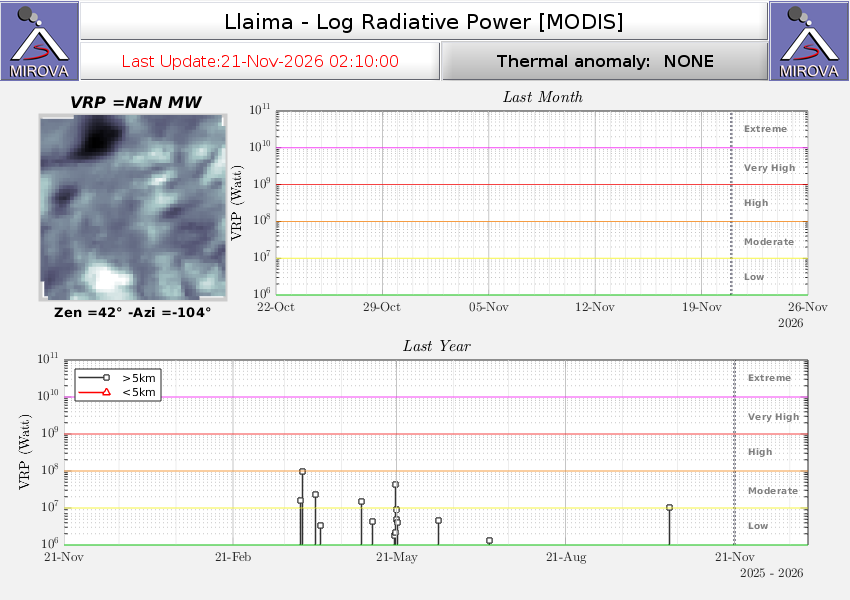 Llaima - Log Radiative Power [MODIS]
MIROVA
Last Update:21-Nov-2026 02:10:00
Thermal anomaly: NONE
MIROVA
VRP =NaN MW
Zen =42° -Azi =-104°
Last Month
VRP (Watt)
10^11
10^10
10^9
10^8
10^7
10^6
Extreme
Very High
High
Moderate
Low
22-Oct 29-Oct 05-Nov 12-Nov 19-Nov 26-Nov
2026
Last Year
VRP (Watt)
10^11
10^10
10^9
10^8
10^7
10^6
>5km
<5km
Extreme
Very High
High
Moderate
Low
21-Nov 21-Feb 21-May 21-Aug 21-Nov
2025 - 2026